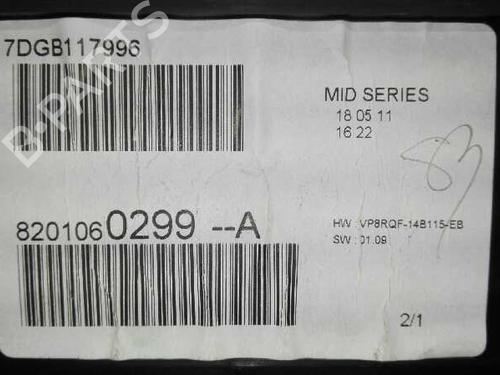 7DGB117996
MID SERIES
18 05 11
16 22
83
8201060299 --A
HW : VP8RQF-14B115-EB
SW : 01.09
2/1
B-PARTS